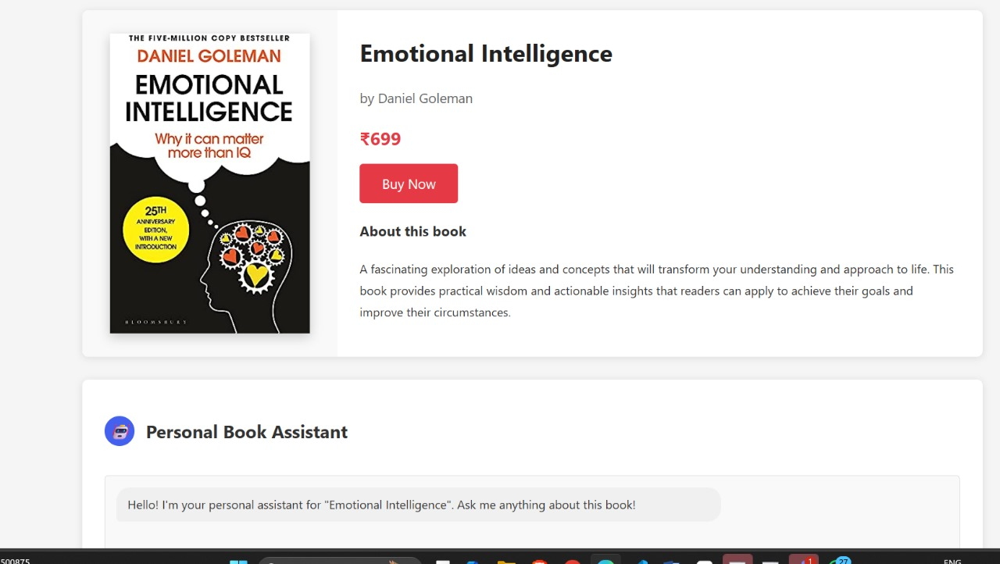 THE FIVE-MILLION COPY BESTSELLER
DANIEL GOLEMAN
EMOTIONAL
INTELLIGENCE
Why it can matter
more than IQ
25TH
ANNIVERSARY
EDITION,
WITH A NEW
INTRODUCTION
BLOOMSBURY
Emotional Intelligence
by Daniel Goleman
₹699
Buy Now
About this book
A fascinating exploration of ideas and concepts that will transform your understanding and approach to life. This
book provides practical wisdom and actionable insights that readers can apply to achieve their goals and
improve their circumstances.
Personal Book Assistant
Hello! I'm your personal assistant for "Emotional Intelligence". Ask me anything about this book!
500875
1
27
ENG